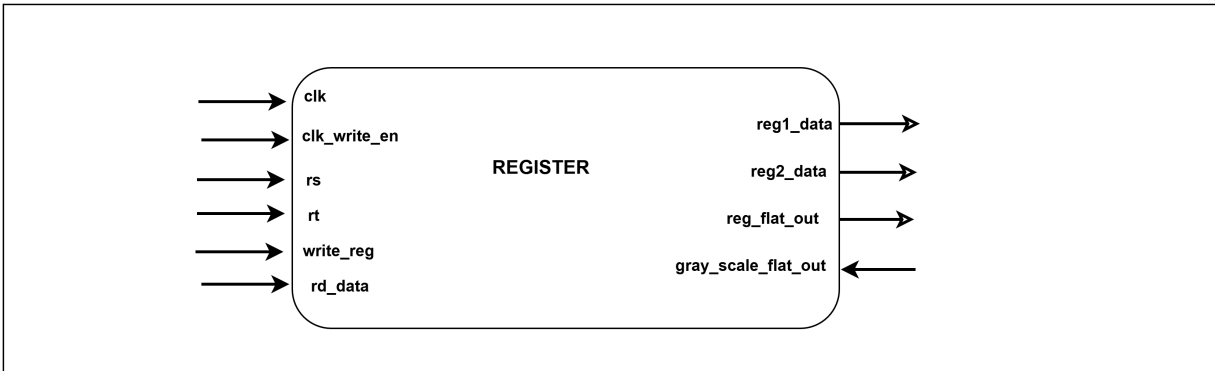 clk
clk_write_en
rs
rt
write_reg
rd_data
REGISTER
reg1_data
reg2_data
reg_flat_out
gray_scale_flat_out